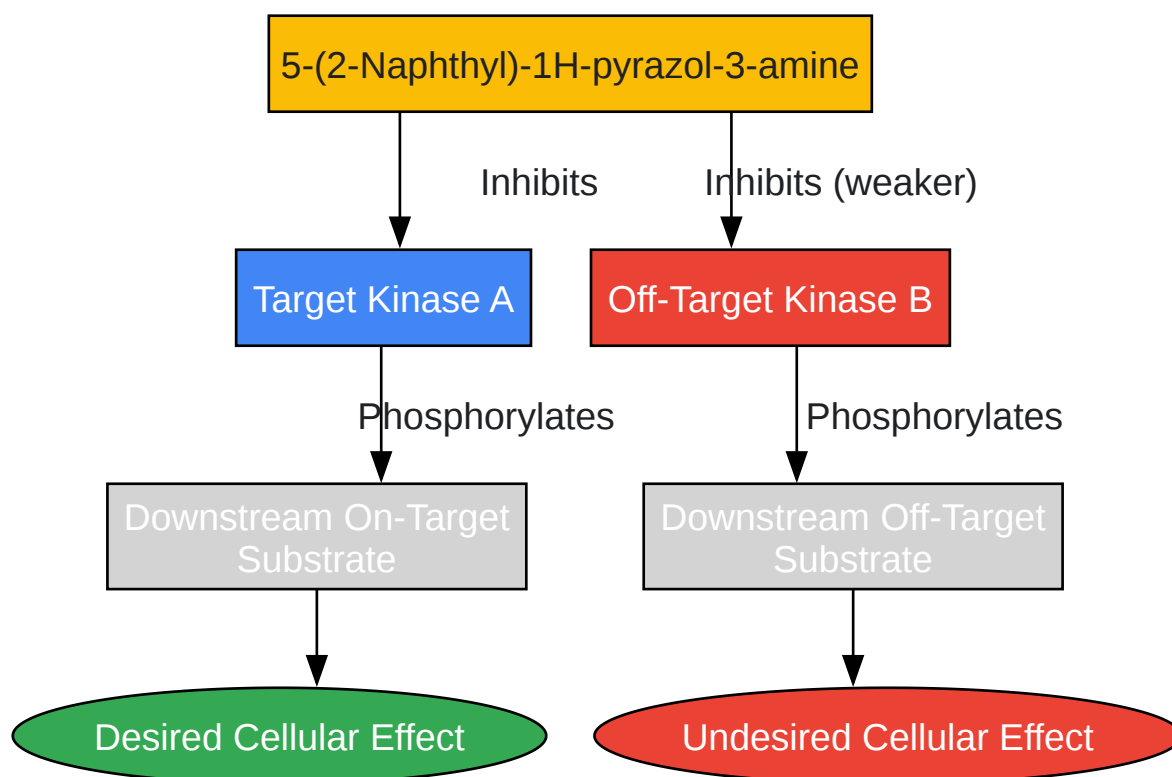 5-(2-Naphthyl)-1H-pyrazol-3-amine
Inhibits
Inhibits (weaker)
Target Kinase A
Off-Target Kinase B
Phosphorylates
Phosphorylates
Downstream On-Target
Substrate
Downstream Off-Target
Substrate
Desired Cellular Effect
Undesired Cellular Effect